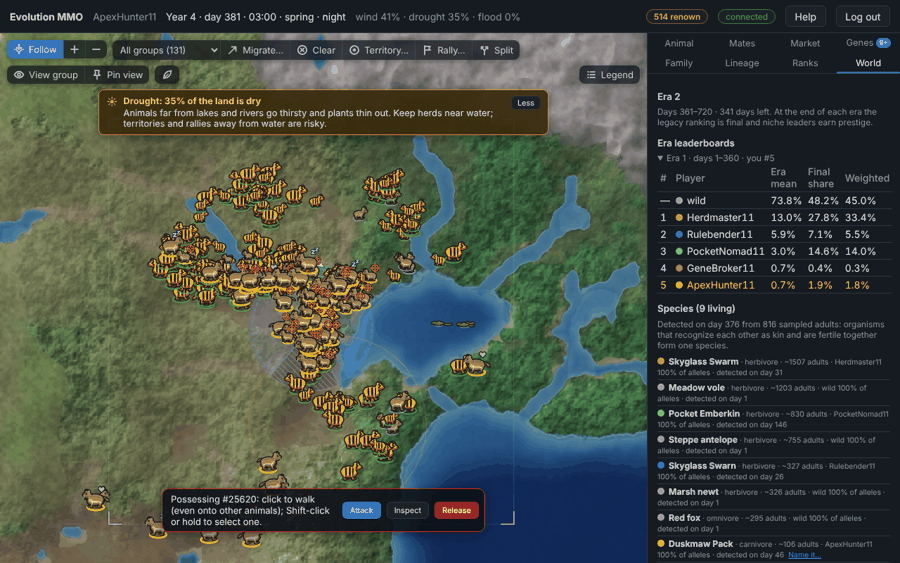 Evolution MMO ApexHunter11 Year 4 · day 381 · 03:00 · spring · night wind 41% · drought 35% · flood 0% 514 renown connected Help Log out
Follow + − All groups (131) Migrate... Clear Territory... Rally... Split
View group Pin view Legend
Drought: 35% of the land is dry Less
Animals far from lakes and rivers go thirsty and plants thin out. Keep herds near water;
territories and rallies away from water are risky.
Possessing #25620: click to walk
(even onto other animals); Shift-click
or hold to select one.
Attack Inspect Release
Animal Mates Market Genes 9+
Family Lineage Ranks World
Era 2
Days 361–720 · 341 days left. At the end of each era the
legacy ranking is final and niche leaders earn prestige.
Era leaderboards
▼ Era 1 · days 1–360 · you #5
# Player Era mean Final share Weighted
— wild 73.8% 48.2% 45.0%
1 Herdmaster11 13.0% 27.8% 33.4%
2 Rulebender11 5.9% 7.1% 5.5%
3 PocketNomad11 3.0% 14.6% 14.0%
4 GeneBroker11 0.7% 0.4% 0.3%
5 ApexHunter11 0.7% 1.9% 1.8%
Species (9 living)
Detected on day 376 from 816 sampled adults: organisms
that recognize each other as kin and are fertile together
form one species.
Skyglass Swarm · herbivore · ~1507 adults · Herdmaster11
100% of alleles · detected on day 31
Meadow vole · herbivore · ~1203 adults · wild 100% of
alleles · detected on day 1
Pocket Emberkin · herbivore · ~830 adults · PocketNomad11
100% of alleles · detected on day 146
Steppe antelope · herbivore · ~755 adults · wild 100% of
alleles · detected on day 1
Skyglass Swarn · herbivore · ~327 adults · Rulebender11
100% of alleles · detected on day 26
Marsh newt · herbivore · ~326 adults · wild 100% of alleles ·
detected on day 1
Red fox · omnivore · ~295 adults · wild 100% of alleles ·
detected on day 1
Duskmaw Pack · carnivore · ~106 adults · ApexHunter11
100% of alleles · detected on day 46 Name it...